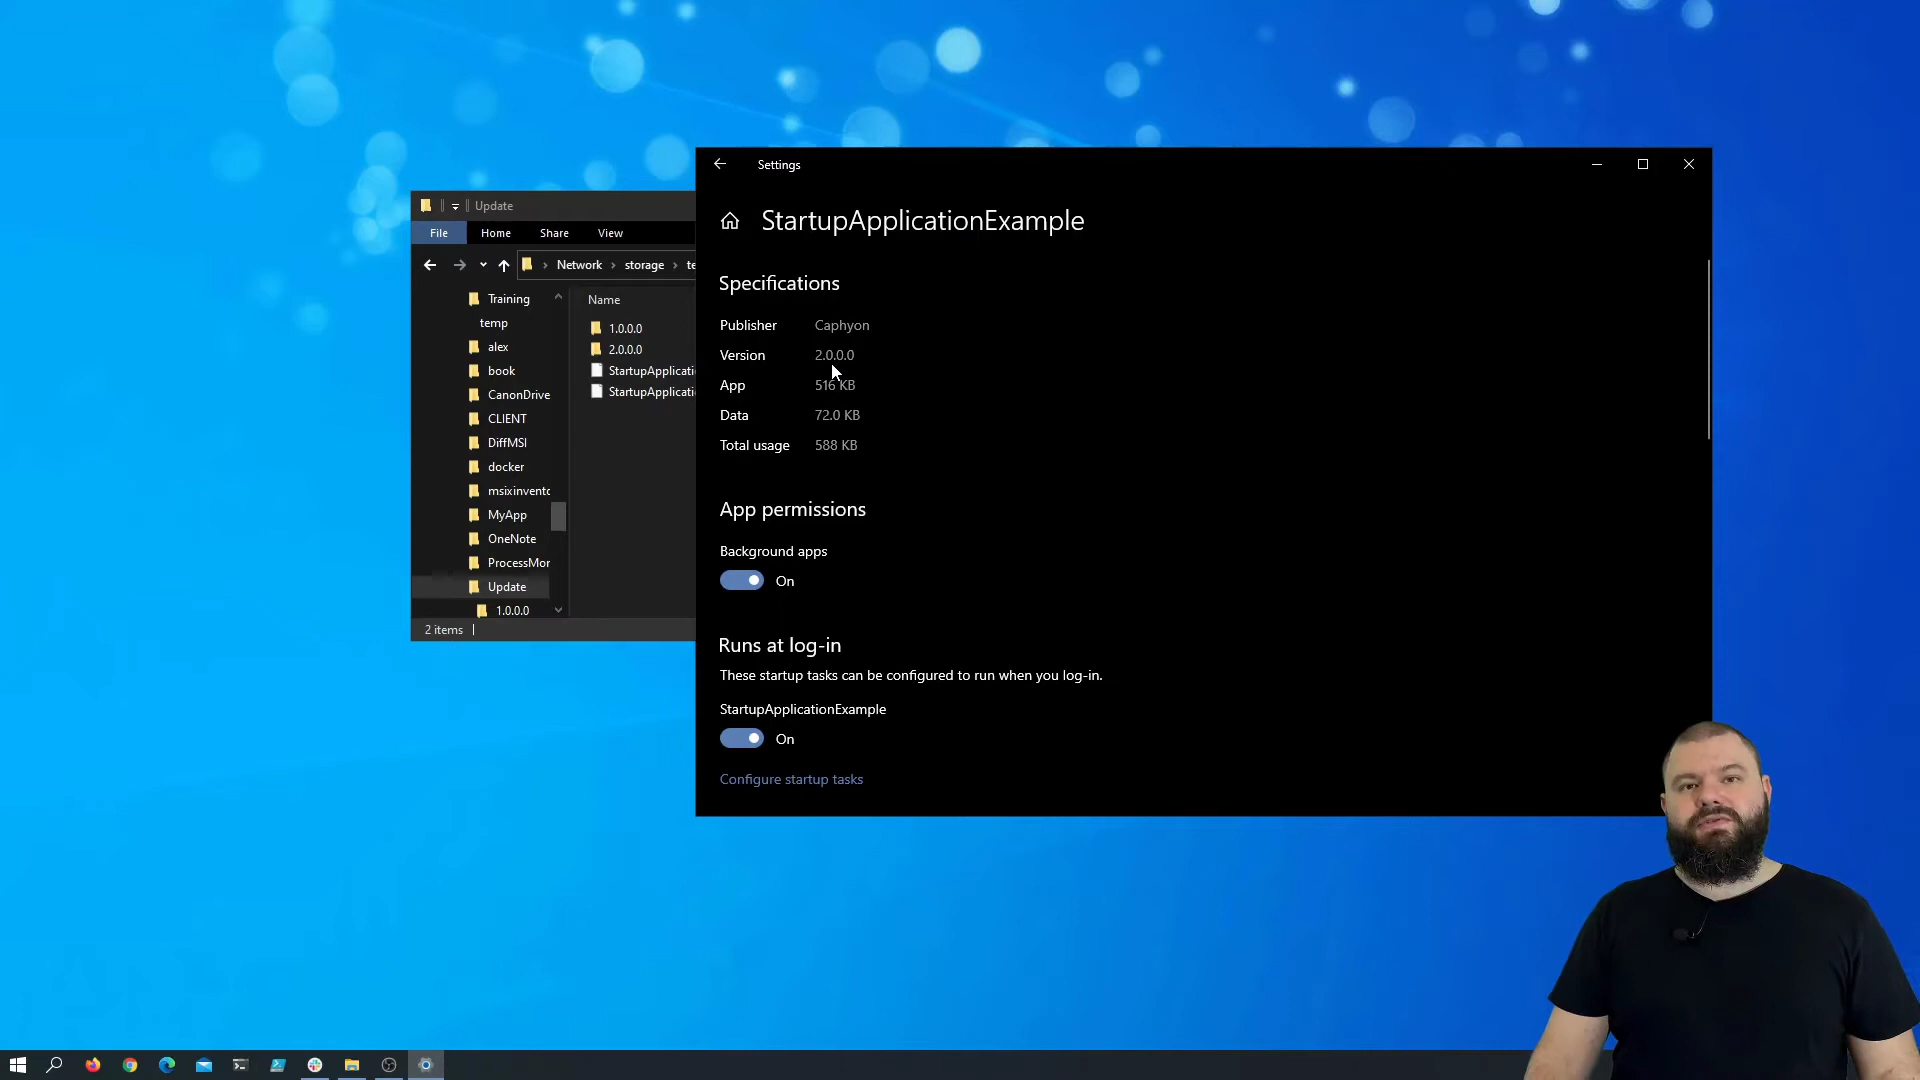 Update
File Home Share View
Network storage te
Training
temp
alex
book
CanonDrive
CLIENT
DiffMSI
docker
msixinvento
MyApp
OneNote
ProcessMor
Update
1.0.0.0
Name
1.0.0.0
2.0.0.0
StartupApplicati
StartupApplicati
2 items
Settings
StartupApplicationExample
Specifications
Publisher Caphyon
Version 2.0.0.0
App 516 KB
Data 72.0 KB
Total usage 588 KB
App permissions
Background apps
On
Runs at log-in
These startup tasks can be configured to run when you log-in.
StartupApplicationExample
On
Configure startup tasks